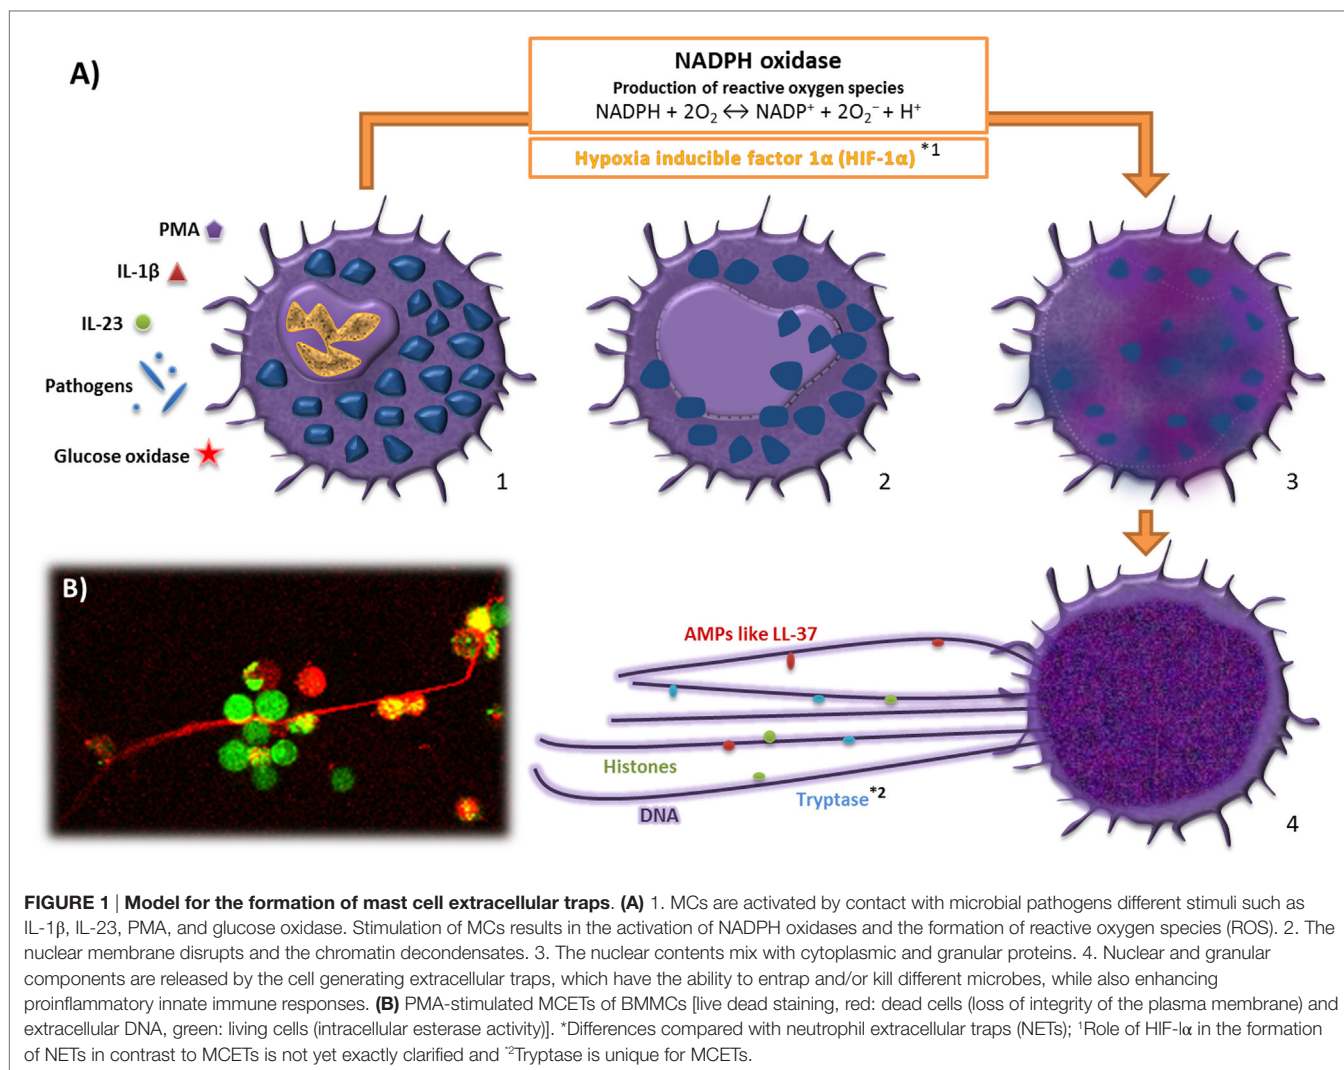 A)
NADPH oxidase
Production of reactive oxygen species
NADPH + 2O₂ ↔ NADP⁺ + 2O₂⁻ + H⁺
Hypoxia inducible factor 1α (HIF-1α) *1
PMA
IL-1β
IL-23
Pathogens
Glucose oxidase
1
2
3
B)
AMPs like LL-37
Histones
Tryptase*2
DNA
4
FIGURE 1 | Model for the formation of mast cell extracellular traps. (A) 1. MCs are activated by contact with microbial pathogens different stimuli such as
IL-1β, IL-23, PMA, and glucose oxidase. Stimulation of MCs results in the activation of NADPH oxidases and the formation of reactive oxygen species (ROS). 2. The
nuclear membrane disrupts and the chromatin decondensates. 3. The nuclear contents mix with cytoplasmic and granular proteins. 4. Nuclear and granular
components are released by the cell generating extracellular traps, which have the ability to entrap and/or kill different microbes, while also enhancing
proinflammatory innate immune responses. (B) PMA-stimulated MCETs of BMMCs [live dead staining, red: dead cells (loss of integrity of the plasma membrane) and
extracellular DNA, green: living cells (intracellular esterase activity)]. *Differences compared with neutrophil extracellular traps (NETs); ¹Role of HIF-Iα in the formation
of NETs in contrast to MCETs is not yet exactly clarified and *²Tryptase is unique for MCETs.